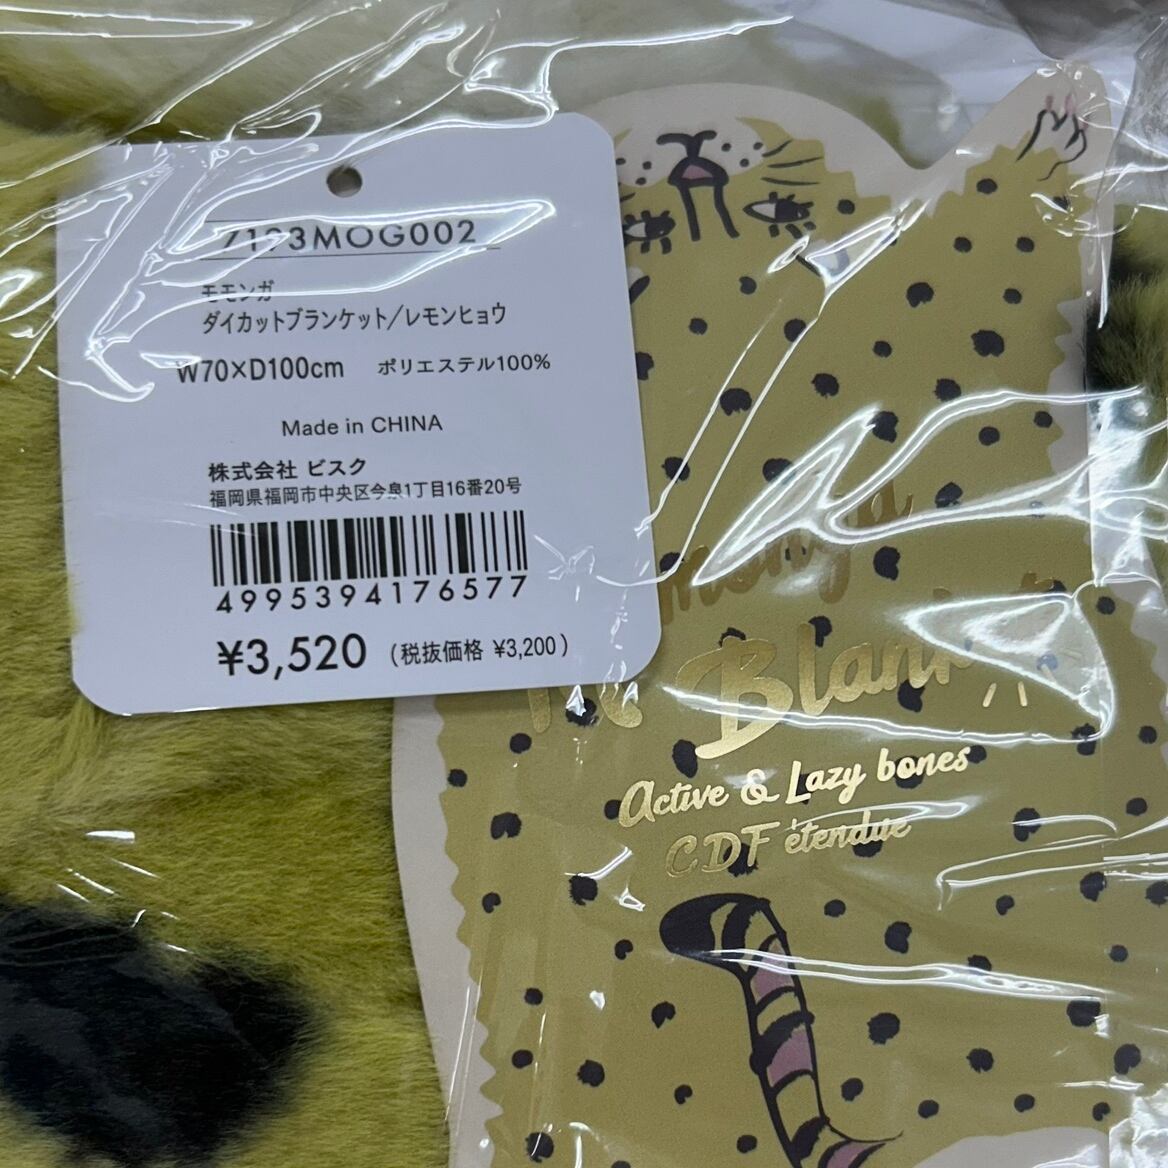 7123MOG002
モモンガ
ダイカットブランケット/レモンヒョウ
W70×D100cm ポリエステル100%
Made in CHINA
株式会社 ビスク
福岡県福岡市中央区今泉1丁目16番20号
4995394176577
¥3,520 (税抜価格 ¥3,200)
Active & Lazy bones
CDF étendue